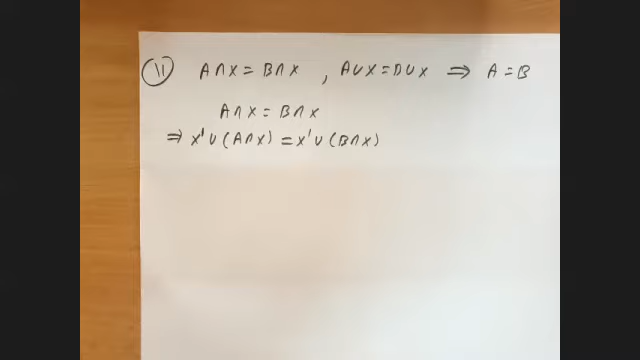 11 A∩X = B∩X , A∪X = B∪X ⇒ A = B
A∩X = B∩X
⇒ X' ∪ (A∩X) = X' ∪ (B∩X)